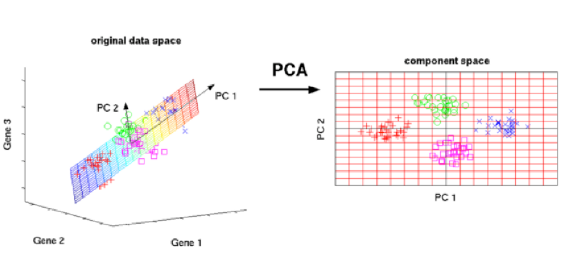 original data space
PC 2
PC 1
Gene 3
Gene 2
Gene 1
PCA
component space
PC 2
PC 1